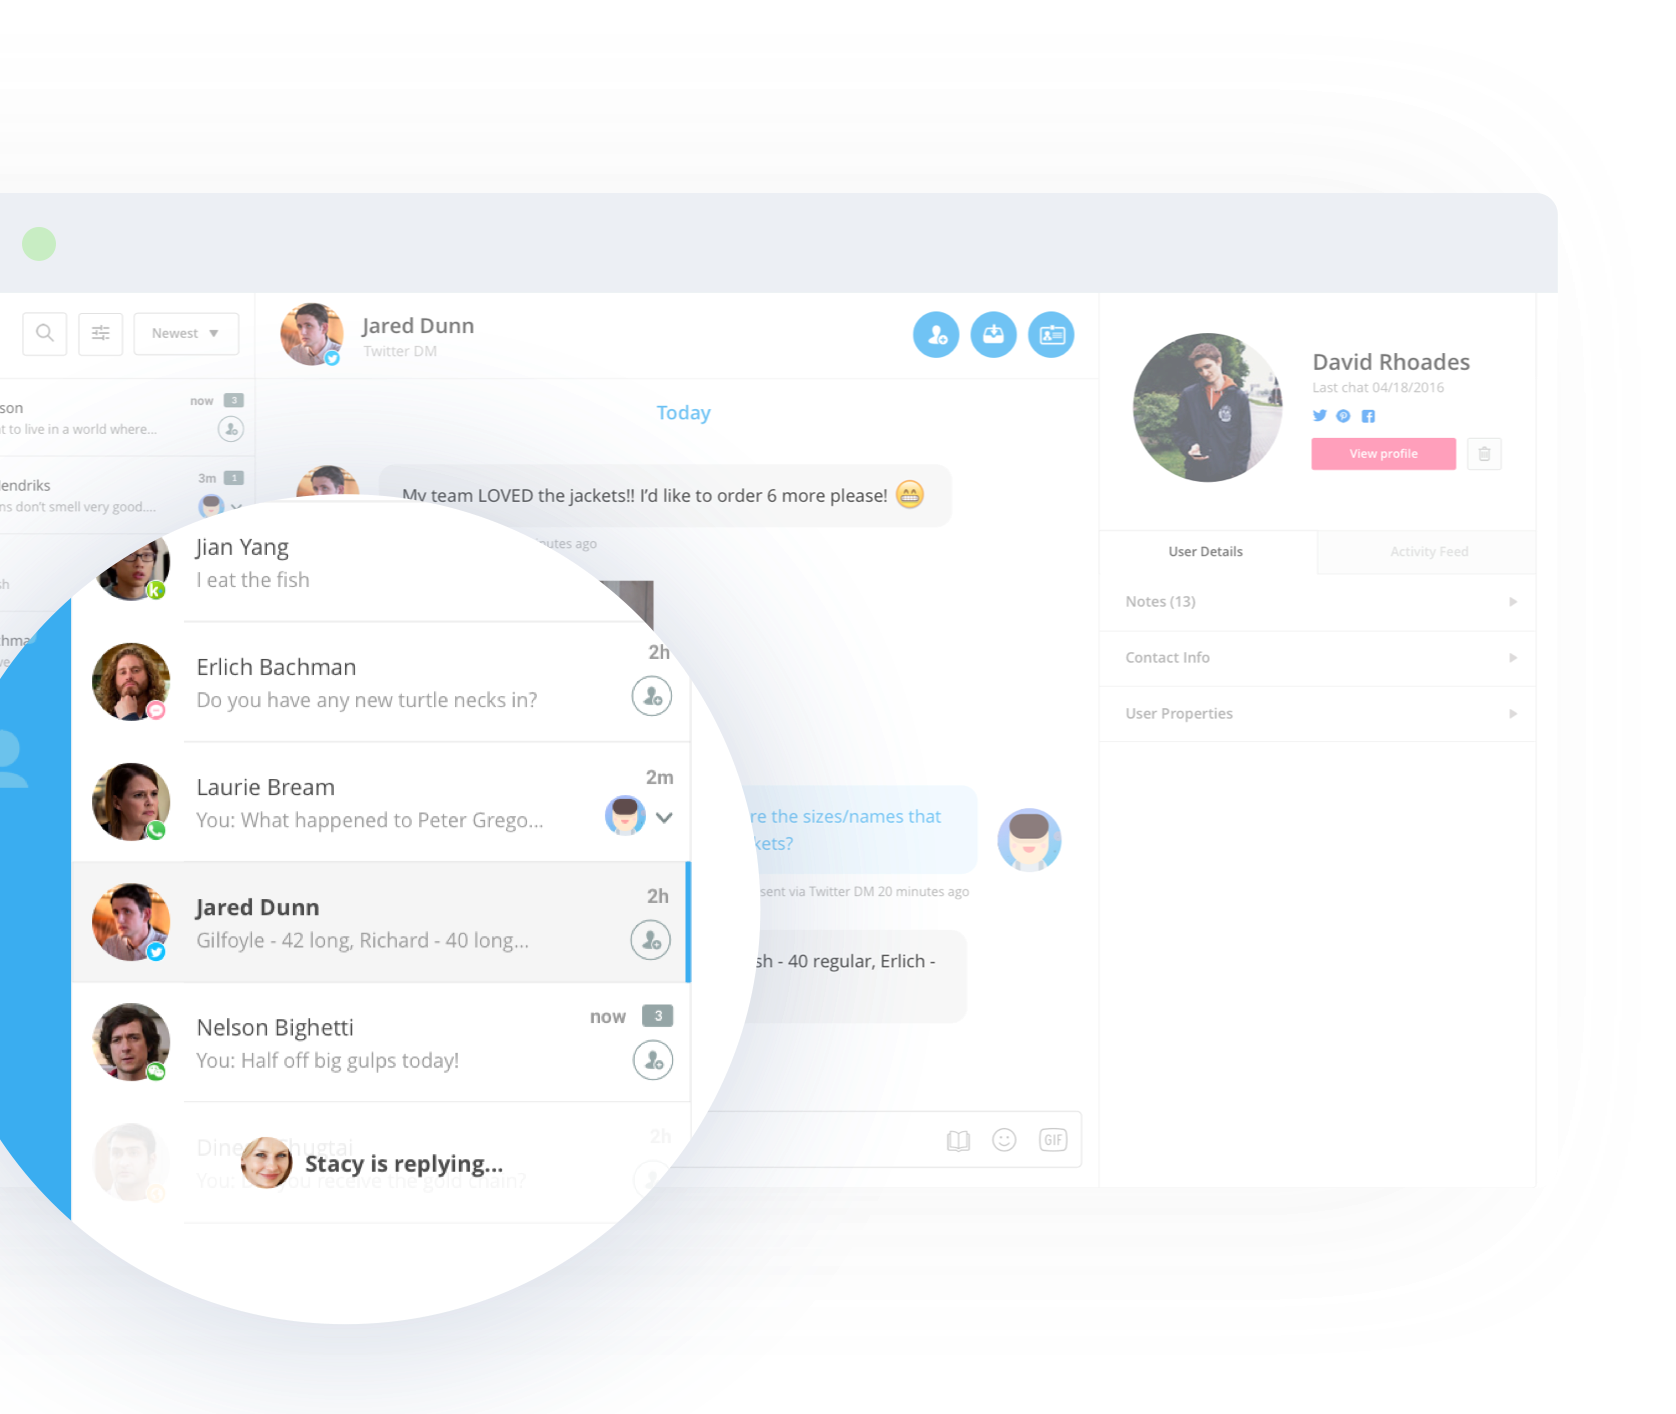 Newest
Jared Dunn
Twitter DM
David Rhoades
Last chat 04/18/2016
View profile
son
now 3
t to live in a world where...
endriks
3m 1
ns don't smell very good....
Today
My team LOVED the jackets!! I'd like to order 6 more please!
utes ago
User Details
Activity Feed
Notes (13)
Contact Info
User Properties
sh
chma
Jian Yang
I eat the fish
Erlich Bachman
2h
Do you have any new turtle necks in?
Laurie Bream
2m
You: What happened to Peter Grego...
re the sizes/names that
kets?
sent via Twitter DM 20 minutes ago
Jared Dunn
2h
Gilfoyle - 42 long, Richard - 40 long...
sh - 40 regular, Erlich -
Nelson Bighetti
now 3
You: Half off big gulps today!
2h
Stacy is replying...
You: receive the gold chain?
GIF